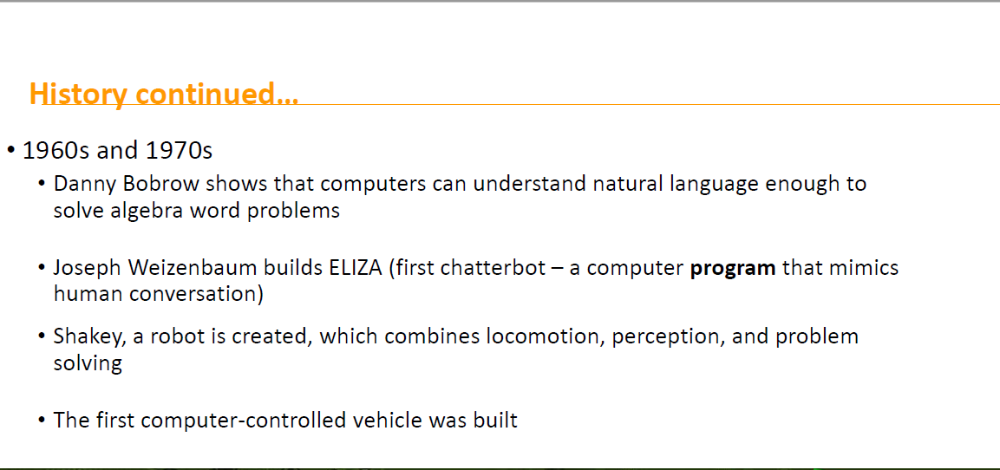 History continued...
• 1960s and 1970s
• Danny Bobrow shows that computers can understand natural language enough to
solve algebra word problems
• Joseph Weizenbaum builds ELIZA (first chatterbot – a computer program that mimics
human conversation)
• Shakey, a robot is created, which combines locomotion, perception, and problem
solving
• The first computer-controlled vehicle was built